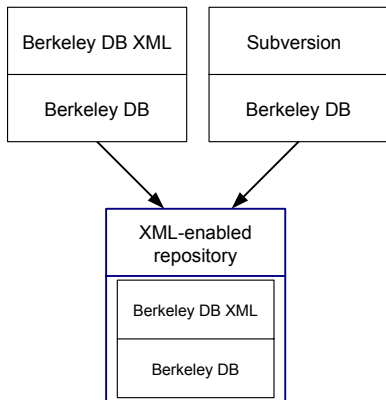 Berkeley DB XML
Berkeley DB
Subversion
Berkeley DB
XML-enabled
repository
Berkeley DB XML
Berkeley DB